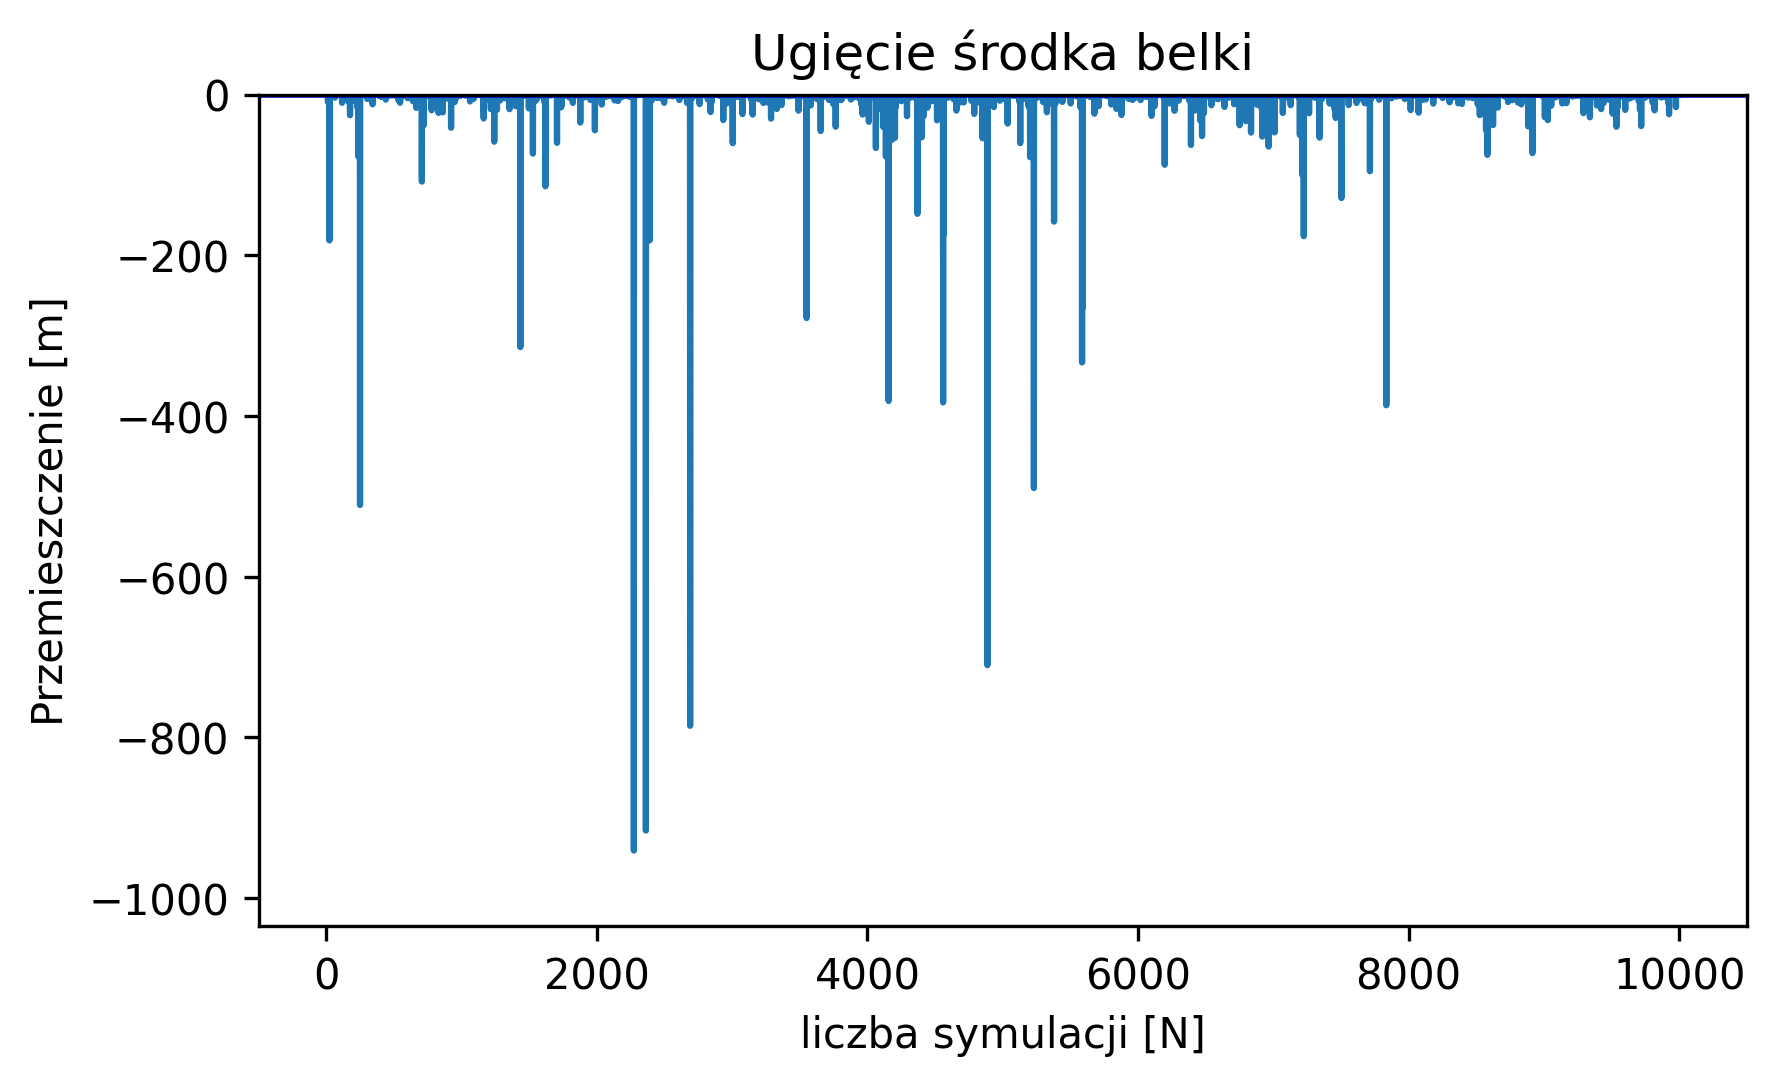 Ugięcie środka belki
0
−200
−400
−600
−800
−1000
Przemieszczenie [m]
0 2000 4000 6000 8000 10000
liczba symulacji [N]